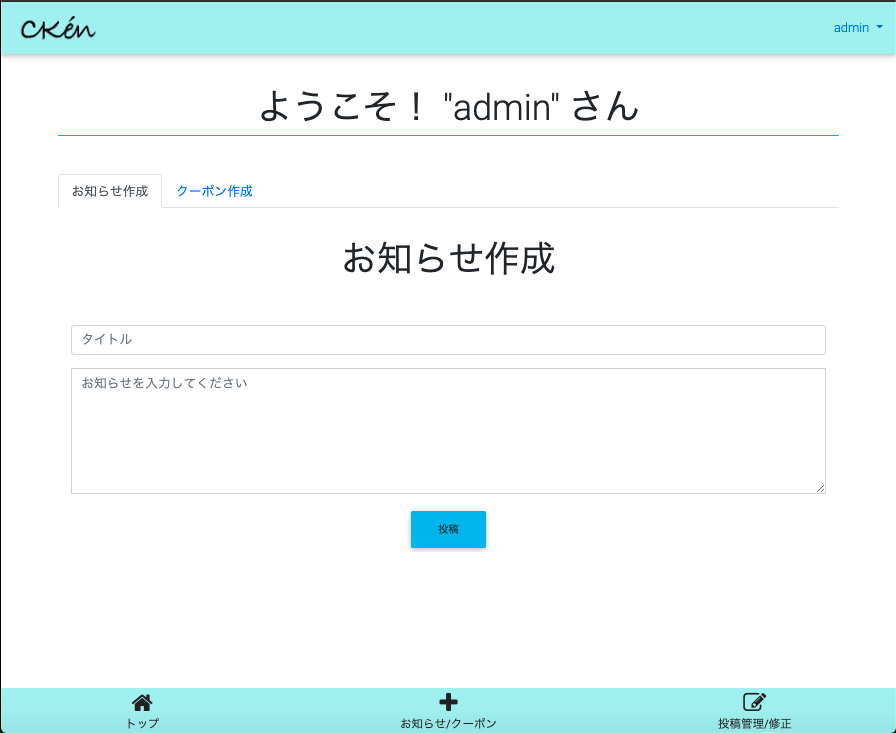 CKén
admin
ようこそ！ "admin" さん
お知らせ作成 クーポン作成
お知らせ作成
タイトル
お知らせを入力してください
投稿
トップ お知らせ/クーポン 投稿管理/修正